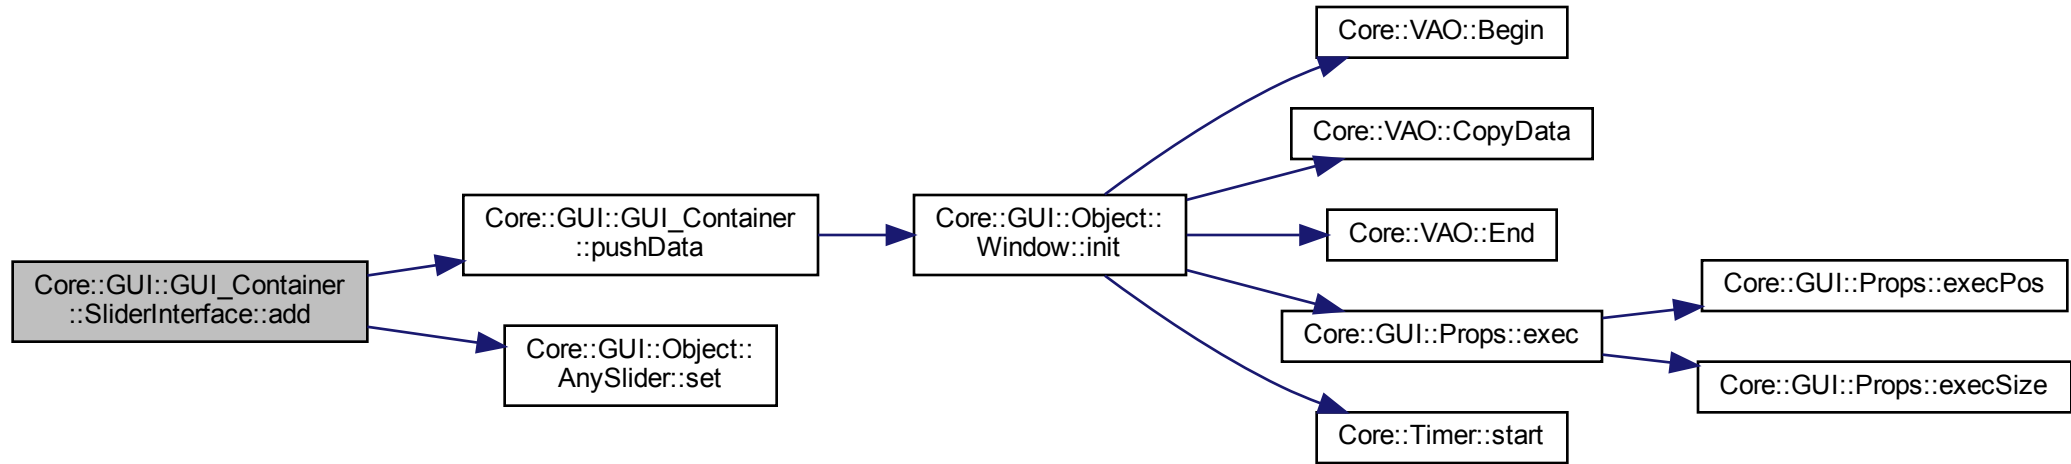 Core::GUI::GUI_Container
::SliderInterface::add
Core::GUI::GUI_Container
::pushData
Core::GUI::Object::
AnySlider::set
Core::GUI::Object::
Window::init
Core::VAO::Begin
Core::VAO::CopyData
Core::VAO::End
Core::GUI::Props::exec
Core::Timer::start
Core::GUI::Props::execPos
Core::GUI::Props::execSize